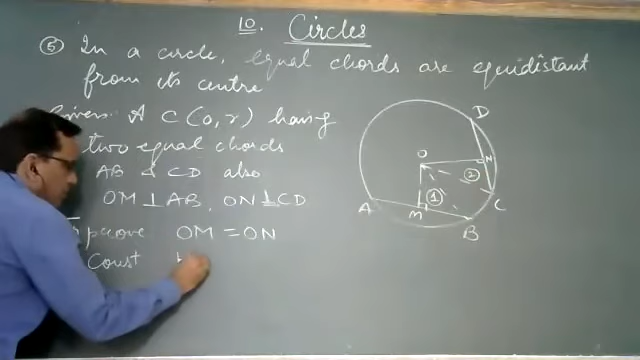 10. Circles
⑤ In a circle, equal chords are equidistant
from its centre
Given A C(O, r) having
two equal chords
AB & CD also
OM ⊥ AB, ON ⊥ CD
prove OM = ON
Const
D
O
N
②
①
A
M
C
B